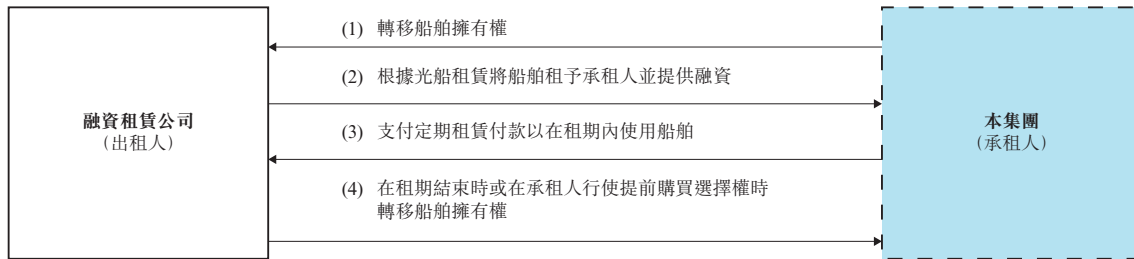 (1) 轉移船舶擁有權
(2) 根據光船租賃將船舶租予承租人並提供融資
融資租賃公司
(出租人)
(3) 支付定期租賃付款以在租期內使用船舶
本集團
(承租人)
(4) 在租期結束時或在承租人行使提前購買選擇權時
轉移船舶擁有權